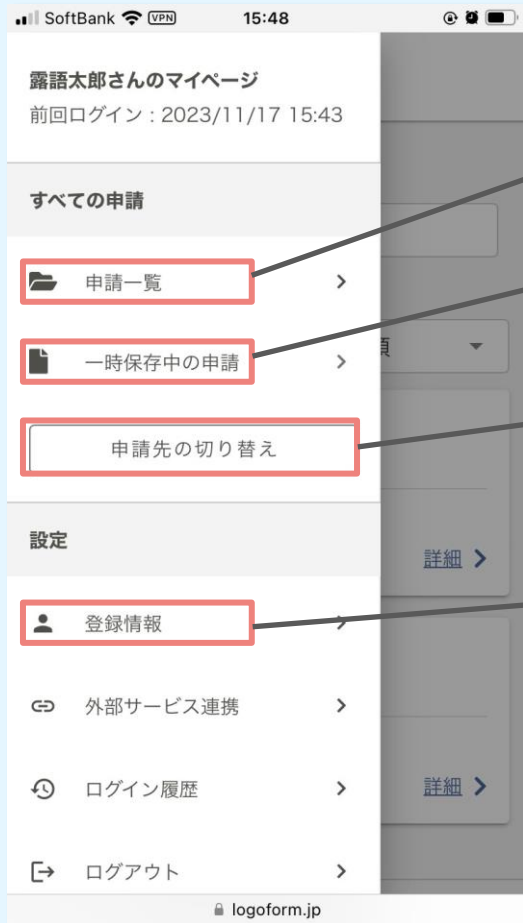 SoftBank VPN 15:48
露語太郎さんのマイページ
前回ログイン : 2023/11/17 15:43
すべての申請
申請一覧
一時保存中の申請
順
申請先の切り替え
設定
詳細
登録情報
外部サービス連携
ログイン履歴
詳細
ログアウト
logoform.jp